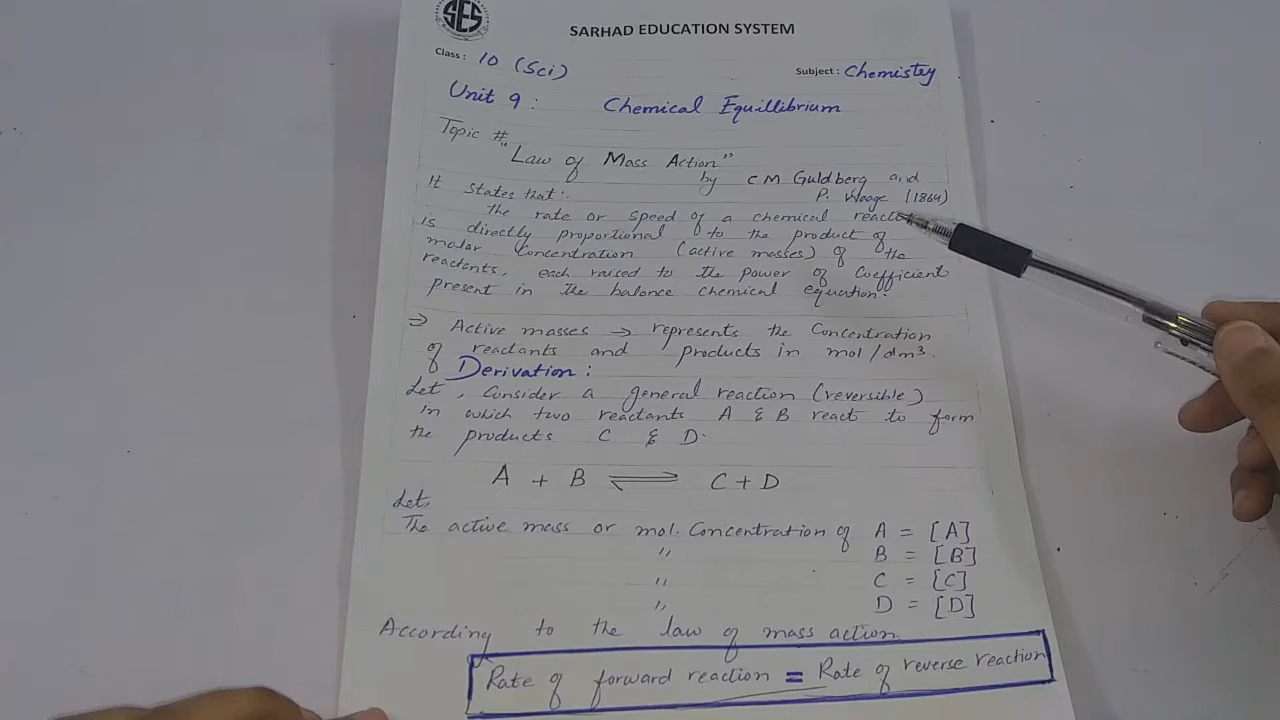 SES
SARHAD EDUCATION SYSTEM
Class : 10 (Sci)
Subject : Chemistry
Unit 9 : Chemical Equillibrium
Topic #
"Law of Mass Action"
by C M Guldberg and
P. Waage (1864)
It states that:
the rate or speed of a chemical reaction
is directly proportional to the product of
molar concentration (active masses) of the
reactants, each raised to the power of coefficient
present in the balance chemical equation.
⇒ Active masses → represents the concentration
of reactants and products in mol/dm³.
Derivation :
Let, Consider a general reaction (reversible)
in which two reactants A & B react to form
the products C & D.
A + B ⇌ C + D
Let,
The active mass or mol. Concentration of A = [A]
" B = [B]
" C = [C]
" D = [D]
According to the law of mass action.
Rate of forward reaction = Rate of reverse reaction